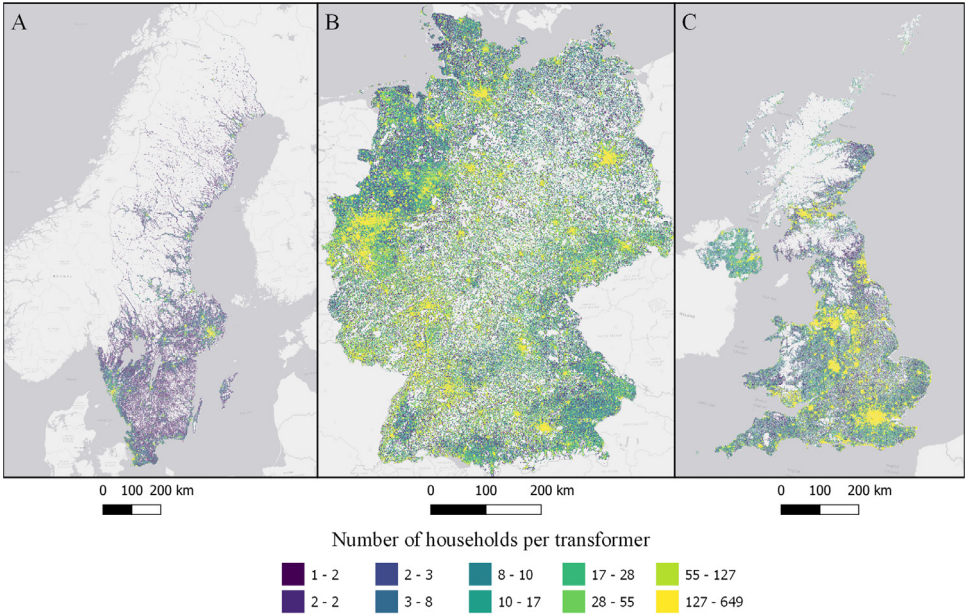 A
B
C
0 100 200 km
0 100 200 km
0 100 200 km
Number of households per transformer
1 - 2
2 - 3
8 - 10
17 - 28
55 - 127
2 - 2
3 - 8
10 - 17
28 - 55
127 - 649